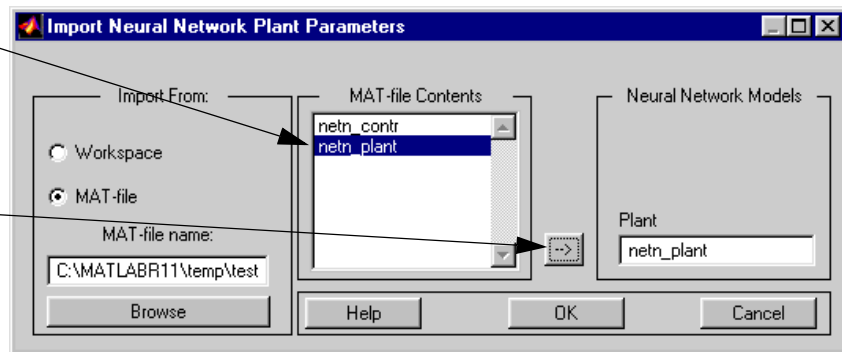 Import Neural Network Plant Parameters
Import From:
Workspace
MAT-file
MAT-file name:
C:\MATLABR11\temp\test
Browse
MAT-file Contents
netn_contr
netn_plant
-->
Neural Network Models
Plant
netn_plant
Help
OK
Cancel